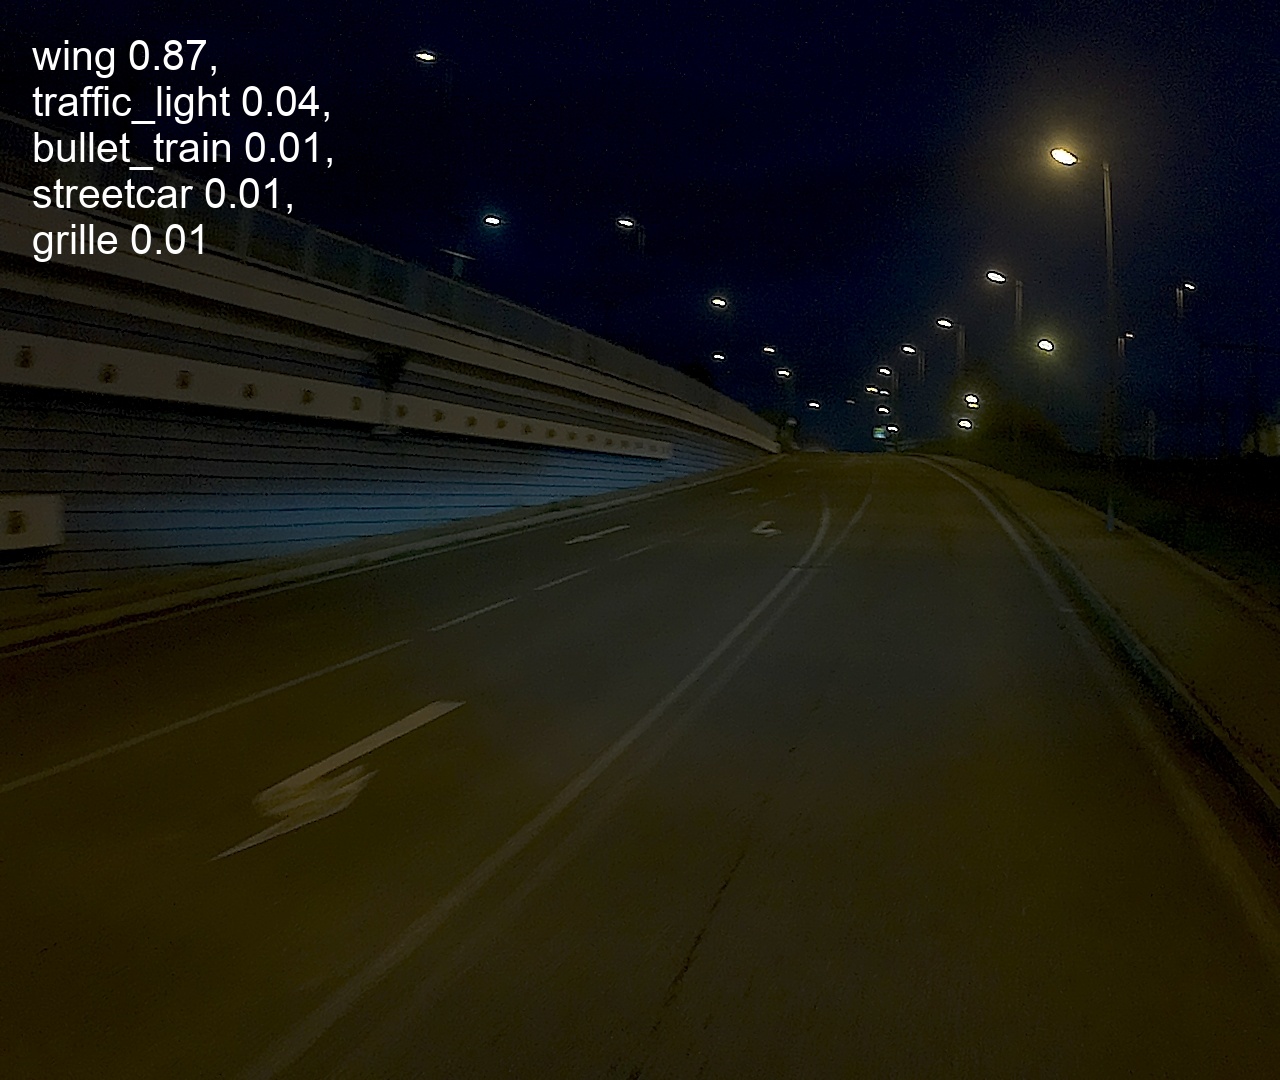 wing 0.87,
traffic_light 0.04,
bullet_train 0.01,
streetcar 0.01,
grille 0.01